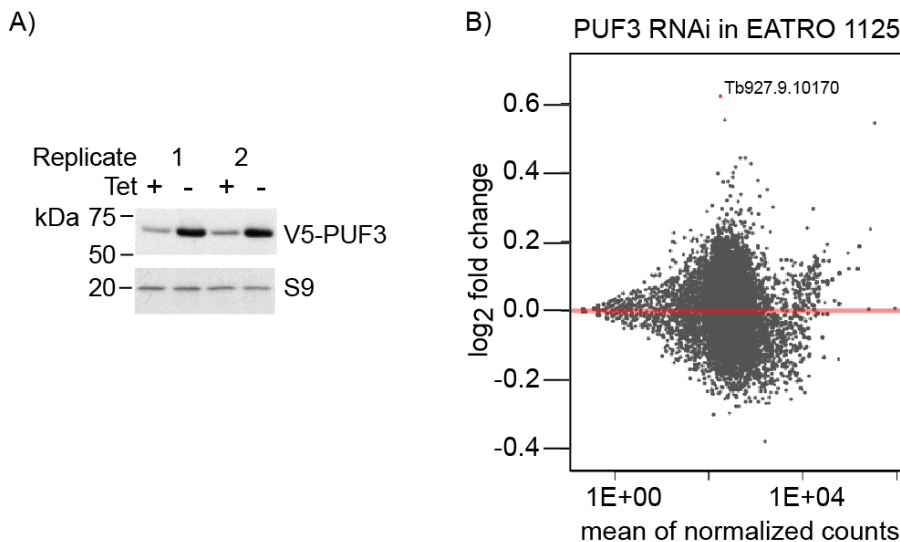 A)
Replicate 1 2
Tet + - + -
kDa 75
50
20
V5-PUF3
S9
B)
PUF3 RNAi in EATRO 1125
Tb927.9.10170
log2 fold change
0.6
0.4
0.2
0.0
-0.2
-0.4
1E+00 1E+04
mean of normalized counts